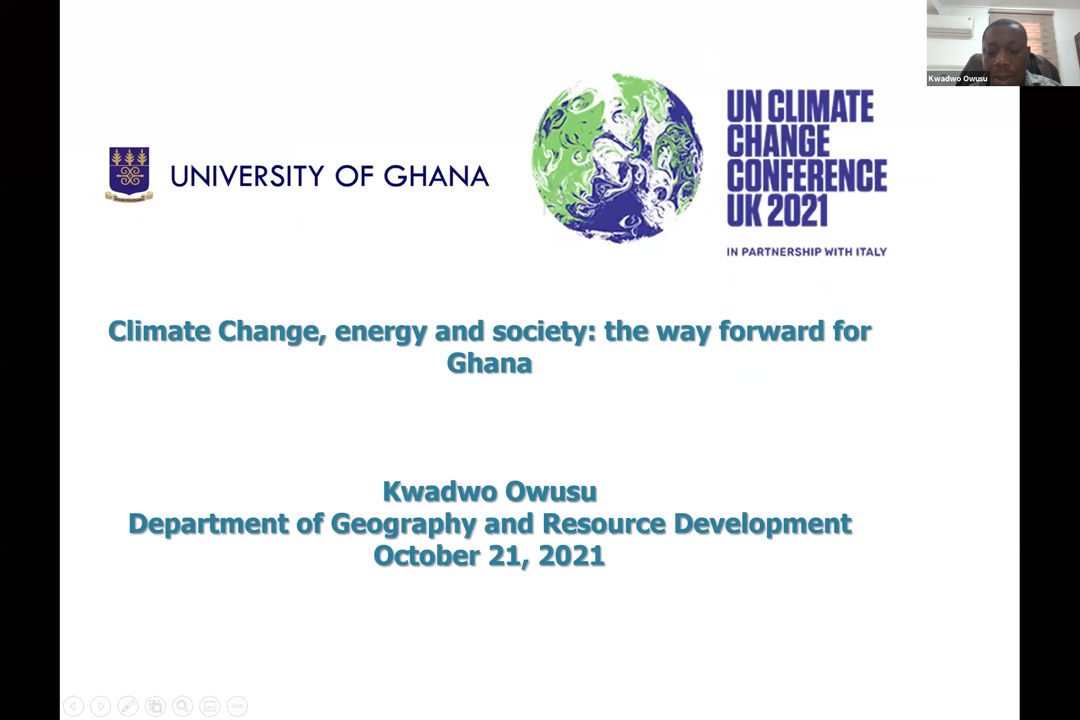 Kwadwo Owusu
UNIVERSITY OF GHANA
UN CLIMATE
CHANGE
CONFERENCE
UK 2021
IN PARTNERSHIP WITH ITALY
Climate Change, energy and society: the way forward for
Ghana
Kwadwo Owusu
Department of Geography and Resource Development
October 21, 2021